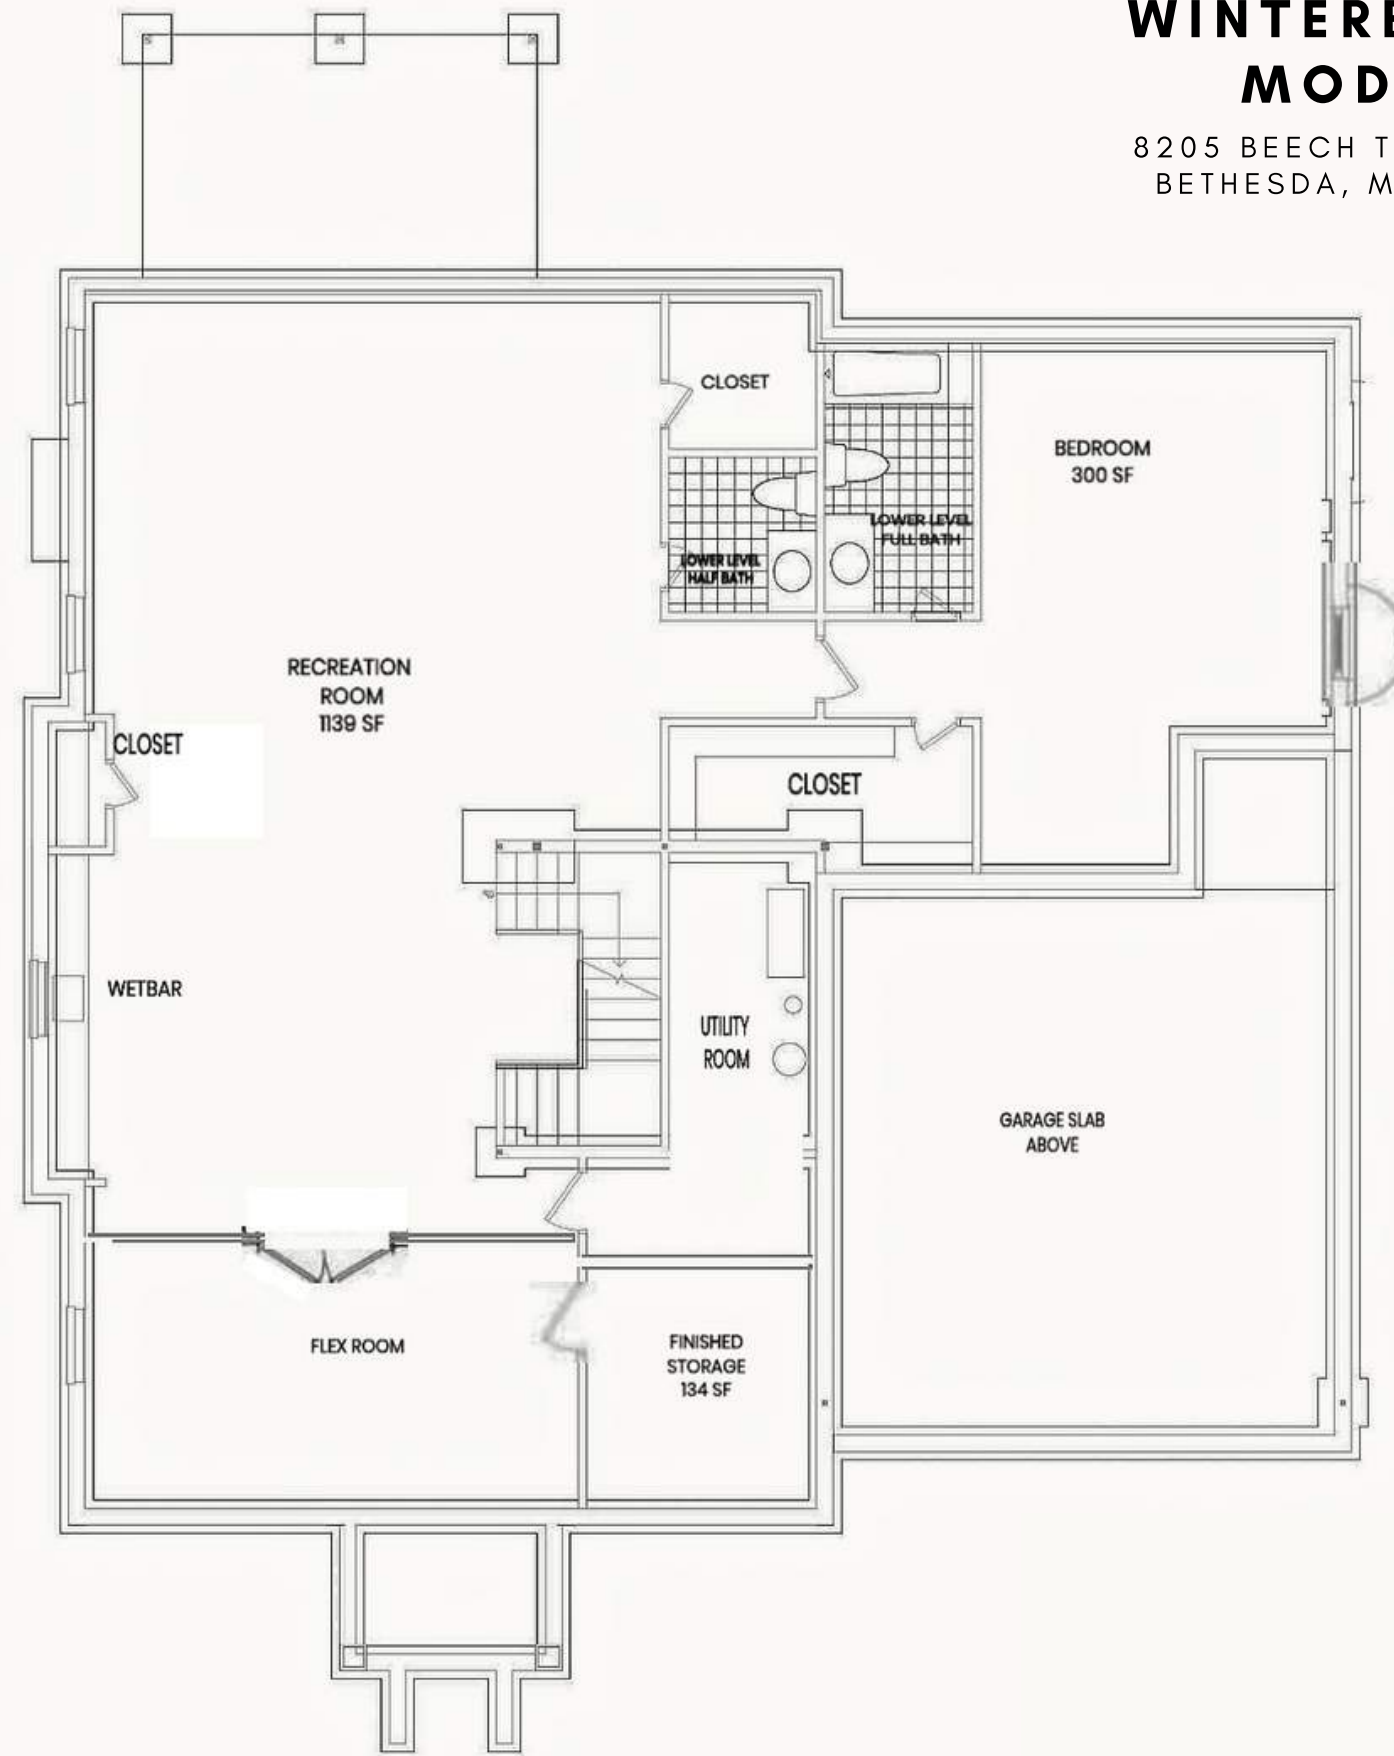 WINTERE
MOD
8205 BEECH T
BETHESDA, M
CLOSET
BEDROOM
300 SF
LOWER LEVEL
FULL BATH
LOWER LEVEL
HALF BATH
RECREATION
ROOM
1139 SF
CLOSET
CLOSET
WETBAR
UTILITY
ROOM
GARAGE SLAB
ABOVE
FLEX ROOM
FINISHED
STORAGE
134 SF